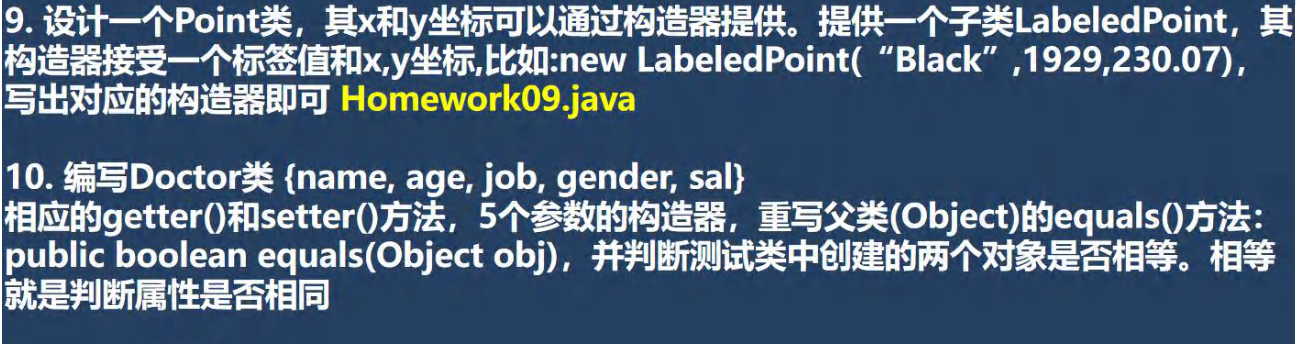 9. 设计一个Point类，其x和y坐标可以通过构造器提供。提供一个子类LabeledPoint，其
构造器接受一个标签值和x,y坐标,比如:new LabeledPoint(“Black”,1929,230.07),
写出对应的构造器即可 Homework09.java
10. 编写Doctor类 {name, age, job, gender, sal}
相应的getter()和setter()方法，5个参数的构造器，重写父类(Object)的equals()方法：
public boolean equals(Object obj)，并判断测试类中创建的两个对象是否相等。相等
就是判断属性是否相同